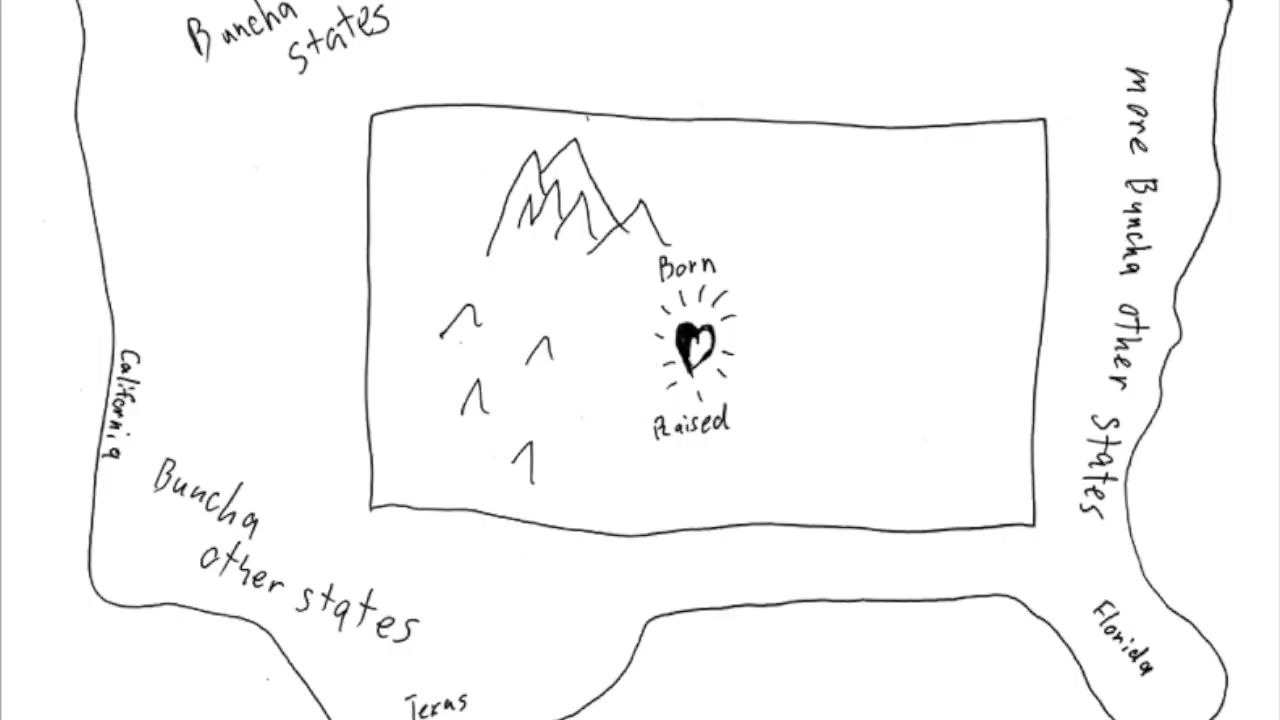 Buncha
states
more Buncha other states
Born
Raised
California
Buncha
other states
Florida
Texas